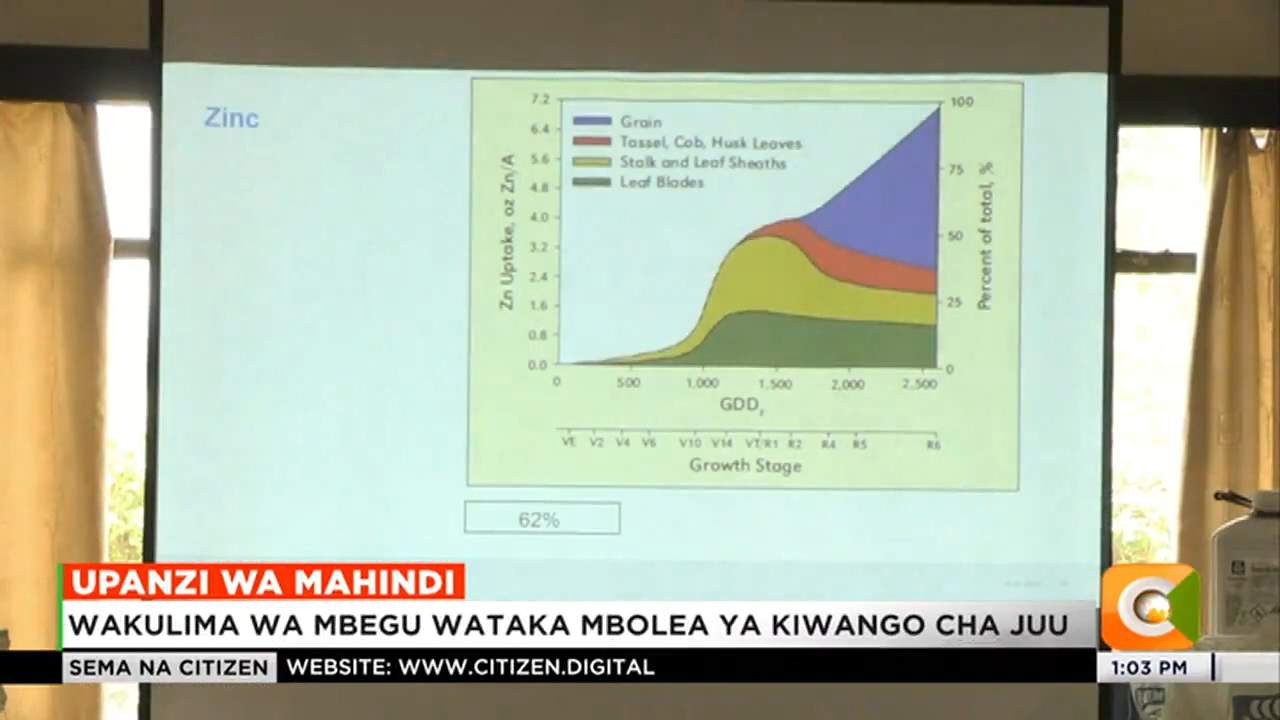 Zinc
7.2
6.4
5.6
4.8
4.0
3.2
2.4
1.6
0.8
0.0
Zn Uptake, oz Zn/A
Grain
Tassel, Cob, Husk Leaves
Stalk and Leaf Sheaths
Leaf Blades
100
75
50
25
0
Percent of total, %
0 500 1,000 1,500 2,000 2,500
GDD
VE V2 V4 V6 V10 V14 VT/R1 R2 R4 R5 R6
Growth Stage
62%
UPANZI WA MAHINDI
WAKULIMA WA MBEGU WATAKA MBOLEA YA KIWANGO CHA JUU
SEMA NA CITIZEN WEBSITE: WWW.CITIZEN.DIGITAL
1:03 PM